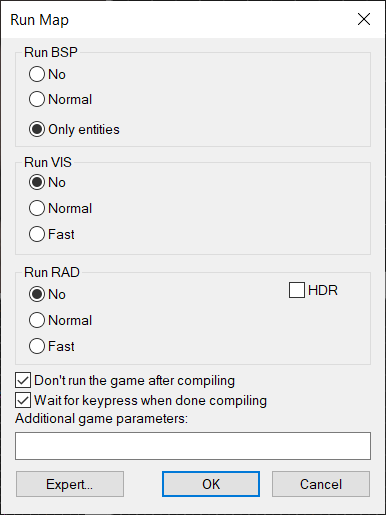 Run Map
Run BSP
No
Normal
Only entities
Run VIS
No
Normal
Fast
Run RAD
No
HDR
Normal
Fast
Don't run the game after compiling
Wait for keypress when done compiling
Additional game parameters:
Expert...
OK
Cancel